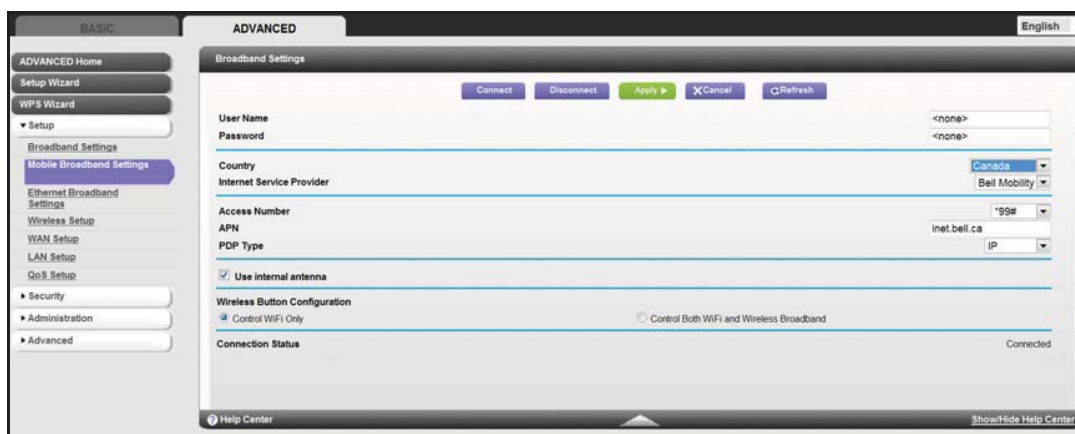 BASIC
ADVANCED
English
ADVANCED Home
Setup Wizard
WPS Wizard
Setup
Broadband Settings
Mobile Broadband Settings
Ethernet Broadband
Settings
Wireless Setup
WAN Setup
LAN Setup
QoS Setup
Security
Administration
Advanced
Broadband Settings
Connect
Disconnect
Apply
Cancel
Refresh
User Name <none>
Password <none>
Country Canada
Internet Service Provider Bell Mobility
Access Number *99#
APN inet.bell.ca
PDP Type IP
Use internal antenna
Wireless Button Configuration
Control WiFi Only Control Both WiFi and Wireless Broadband
Connection Status Connected
Help Center Show/Hide Help Center